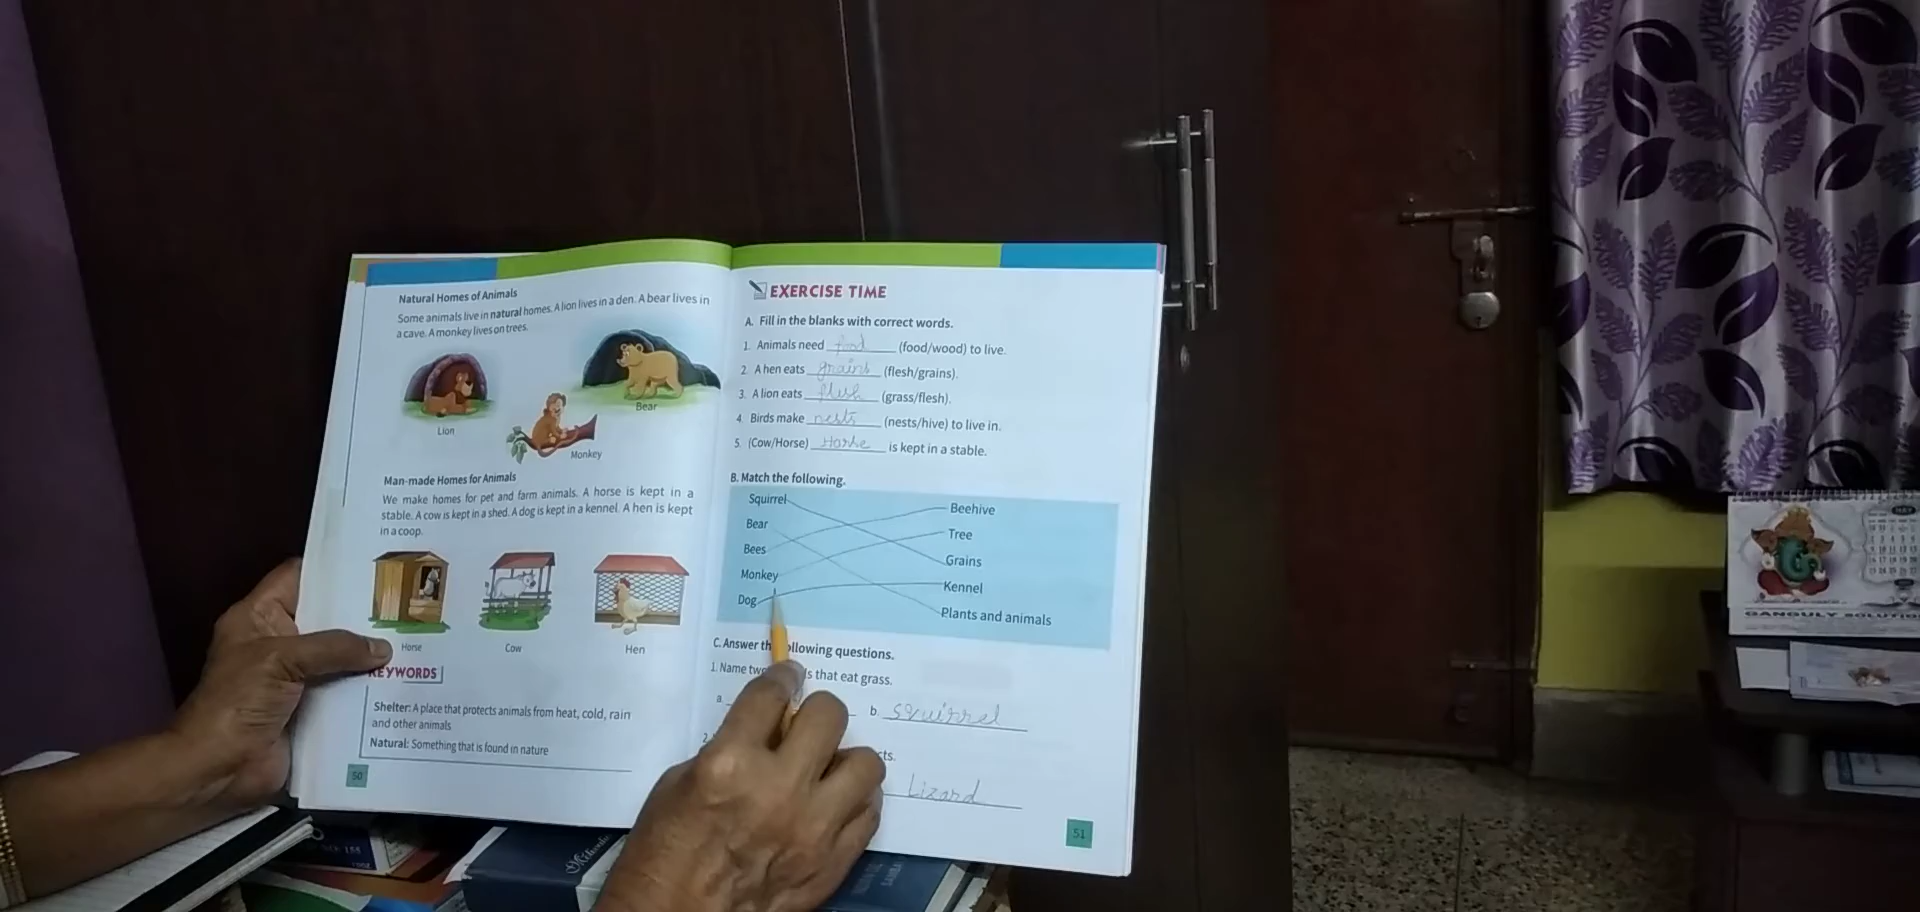 Natural Homes of Animals
Some animals live in natural homes. A lion lives in a den. A bear lives in
a cave. A monkey lives on trees.
Bear
Lion
Monkey
Man-made Homes for Animals
We make homes for pet and farm animals. A horse is kept in a
stable. A cow is kept in a shed. A dog is kept in a kennel. A hen is kept
in a coop.
Horse
Cow
Hen
KEYWORDS
Shelter: A place that protects animals from heat, cold, rain
and other animals
Natural: Something that is found in nature
50
EXERCISE TIME
A. Fill in the blanks with correct words.
1. Animals need food (food/wood) to live.
2. A hen eats grains (flesh/grains).
3. A lion eats flesh (grass/flesh).
4. Birds make nests (nests/hive) to live in.
5. (Cow/Horse) Horse is kept in a stable.
B. Match the following.
Squirrel
Beehive
Bear
Tree
Bees
Grains
Monkey
Kennel
Dog
Plants and animals
C. Answer the following questions.
1. Name two that eat grass.
a. b. Squirrel
2.
Lizard
51
GANGULY